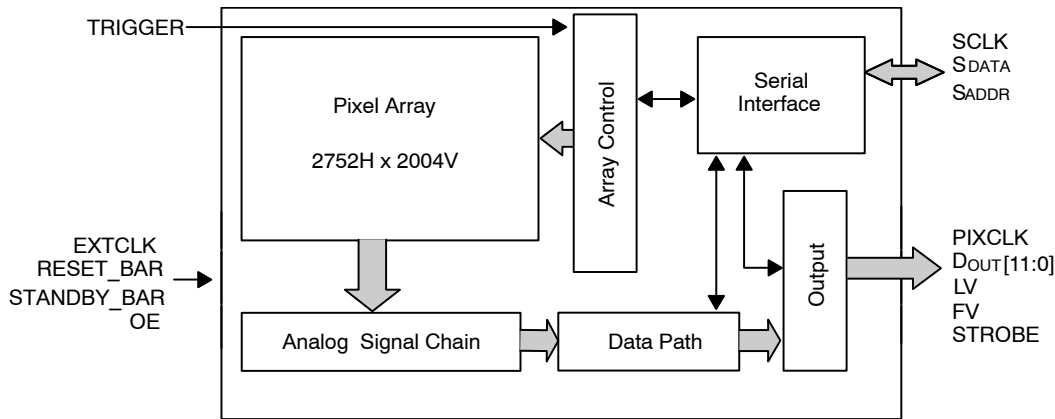 TRIGGER
Pixel Array
2752H x 2004V
Array Control
Serial
Interface
SCLK
SDATA
SADDR
EXTCLK
RESET_BAR
STANDBY_BAR
OE
Analog Signal Chain
Data Path
Output
PIXCLK
DOUT[11:0]
LV
FV
STROBE